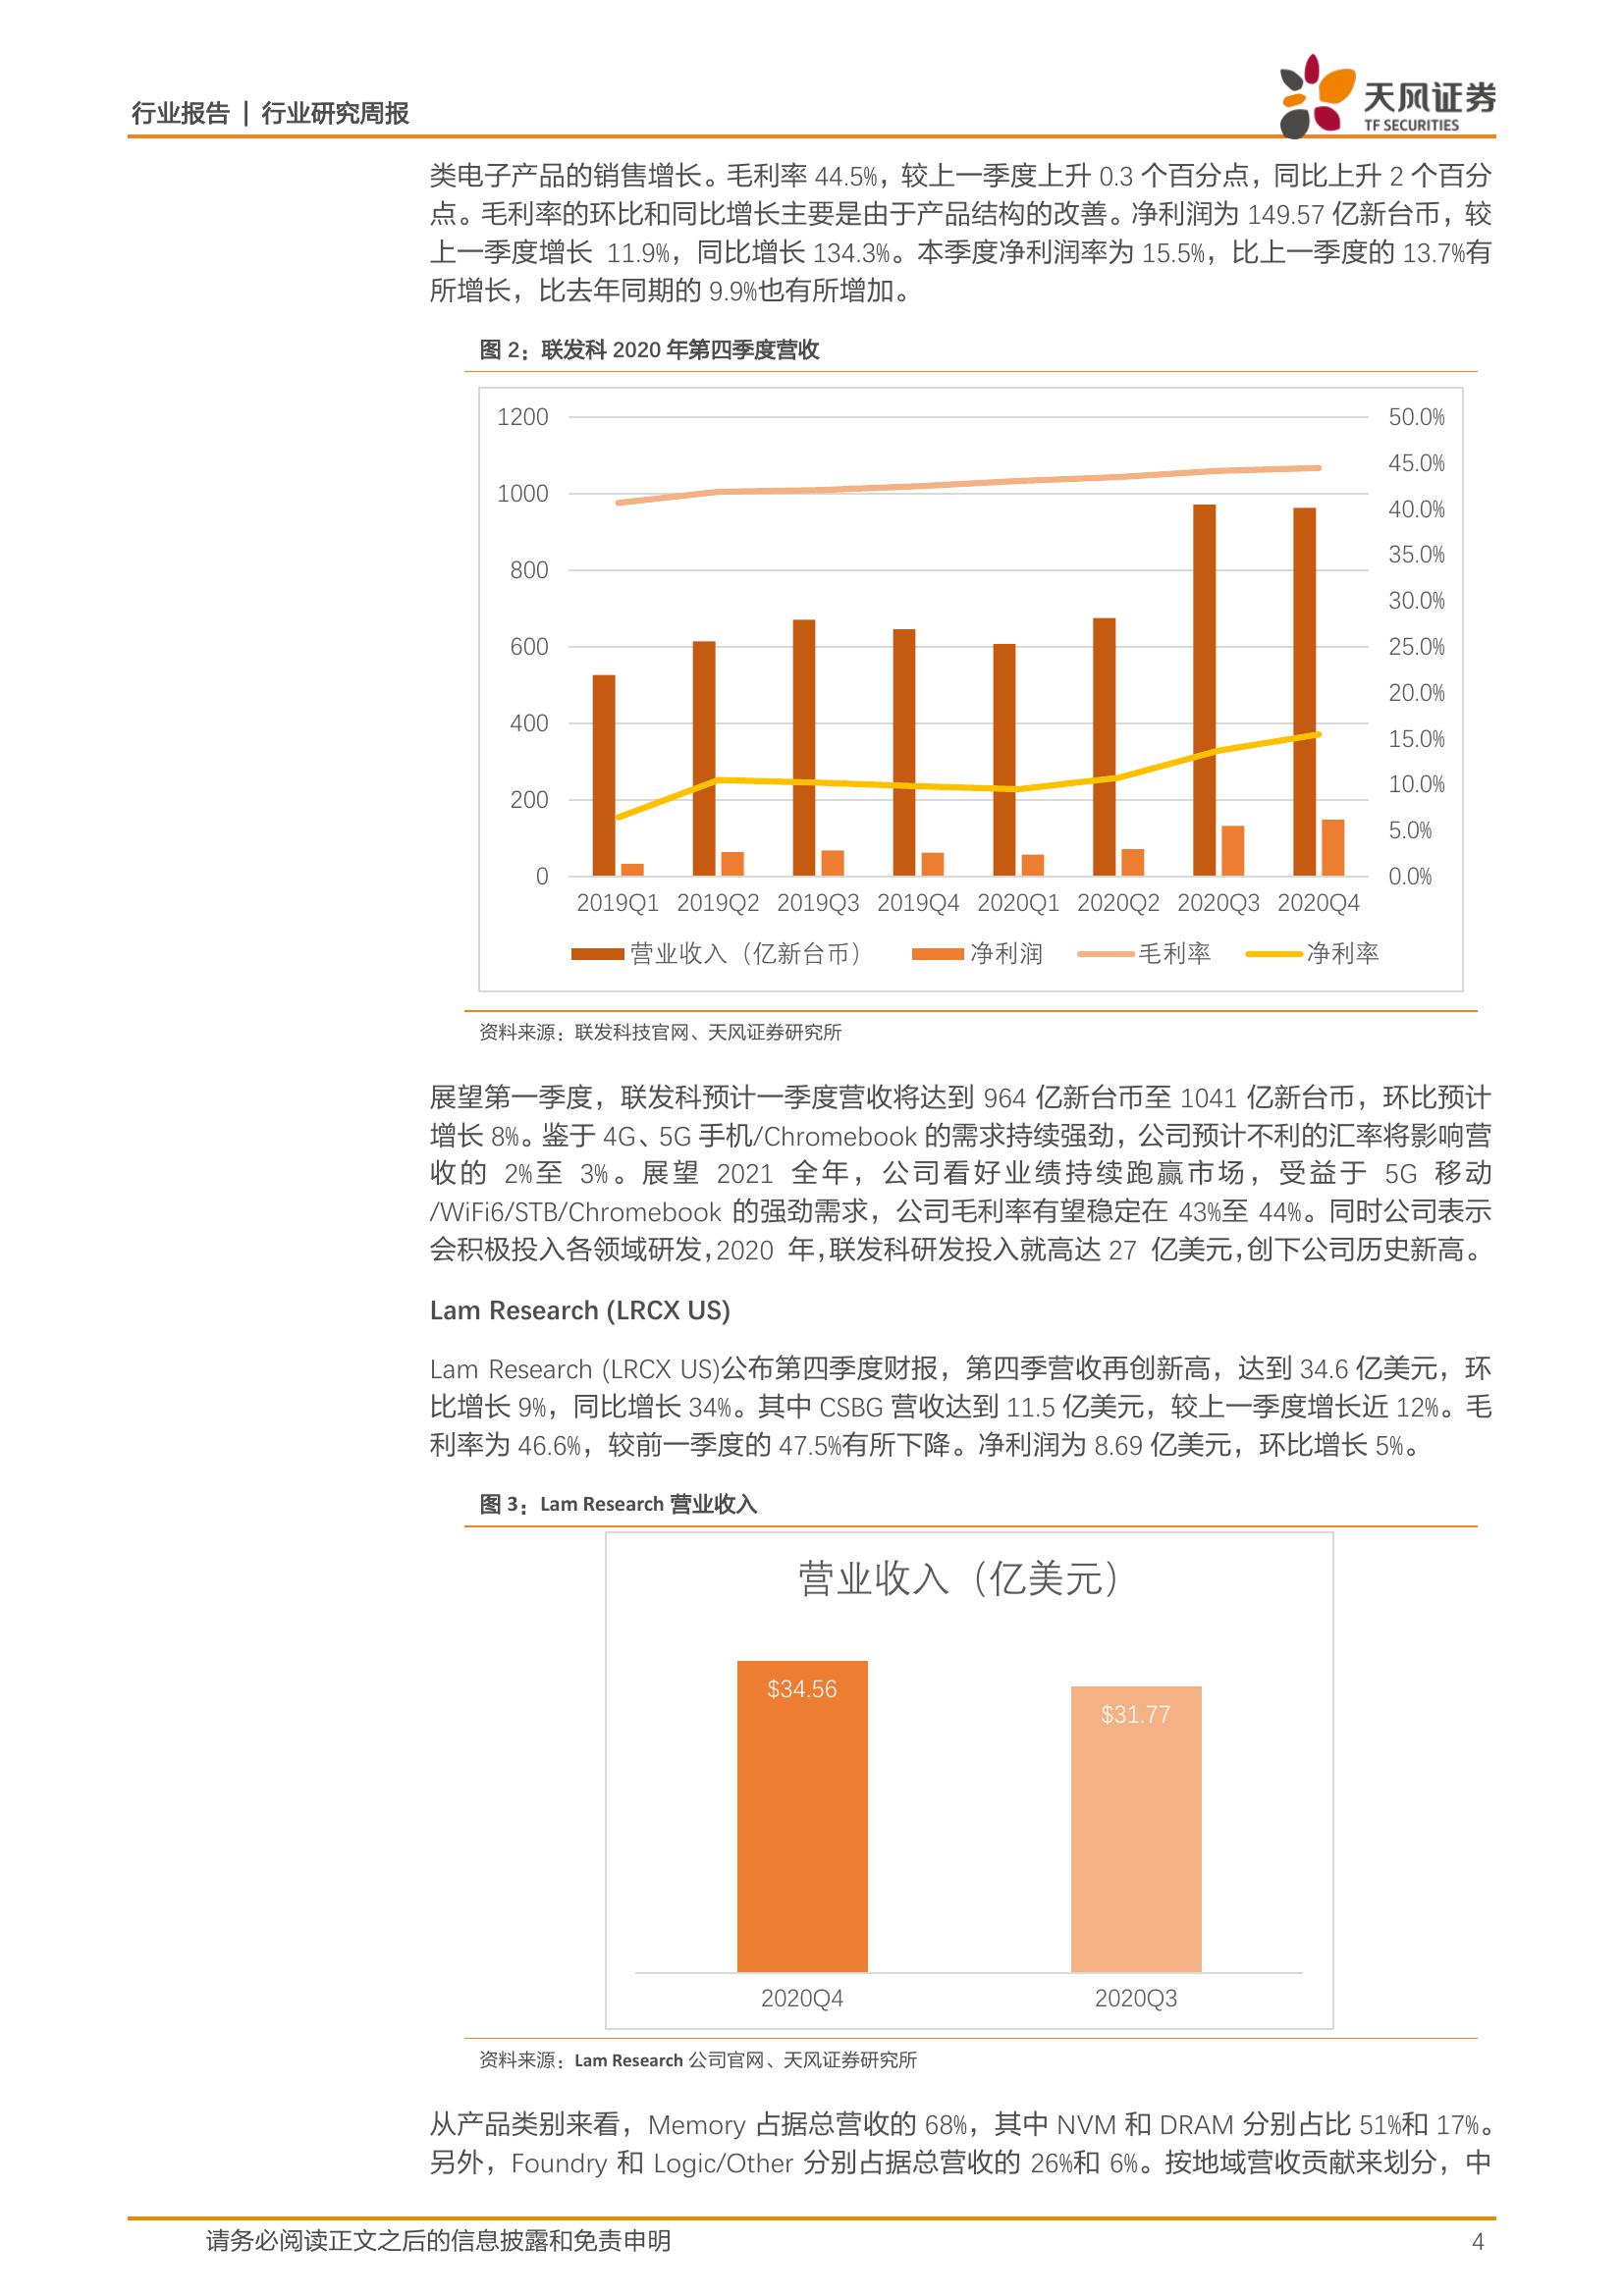 行业报告 | 行业研究周报
天风证券
TF SECURITIES
类电子产品的销售增长。毛利率 44.5%，较上一季度上升 0.3 个百分点，同比上升 2 个百分
点。毛利率的环比和同比增长主要是由于产品结构的改善。净利润为 149.57 亿新台币，较
上一季度增长 11.9%，同比增长 134.3%。本季度净利润率为 15.5%，比上一季度的 13.7%有
所增长，比去年同期的 9.9%也有所增加。
图 2：联发科 2020 年第四季度营收
1200
1000
800
600
400
200
0
50.0%
45.0%
40.0%
35.0%
30.0%
25.0%
20.0%
15.0%
10.0%
5.0%
0.0%
2019Q1 2019Q2 2019Q3 2019Q4 2020Q1 2020Q2 2020Q3 2020Q4
营业收入（亿新台币） 净利润 毛利率 净利率
资料来源：联发科技官网、天风证券研究所
展望第一季度，联发科预计一季度营收将达到 964 亿新台币至 1041 亿新台币，环比预计
增长 8%。鉴于 4G、5G 手机/Chromebook 的需求持续强劲，公司预计不利的汇率将影响营
收的 2%至 3%。展望 2021 全年，公司看好业绩持续跑赢市场，受益于 5G 移动
/WiFi6/STB/Chromebook 的强劲需求，公司毛利率有望稳定在 43%至 44%。同时公司表示
会积极投入各领域研发，2020 年，联发科研发投入就高达 27 亿美元，创下公司历史新高。
Lam Research (LRCX US)
Lam Research (LRCX US)公布第四季度财报，第四季营收再创新高，达到 34.6 亿美元，环
比增长 9%，同比增长 34%。其中 CSBG 营收达到 11.5 亿美元，较上一季度增长近 12%。毛
利率为 46.6%，较前一季度的 47.5%有所下降。净利润为 8.69 亿美元，环比增长 5%。
图 3：Lam Research 营业收入
营业收入（亿美元）
$34.56
$31.77
2020Q4 2020Q3
资料来源：Lam Research 公司官网、天风证券研究所
从产品类别来看，Memory 占据总营收的 68%，其中 NVM 和 DRAM 分别占比 51%和 17%。
另外，Foundry 和 Logic/Other 分别占据总营收的 26%和 6%。按地域营收贡献来划分，中
请务必阅读正文之后的信息披露和免责申明
4